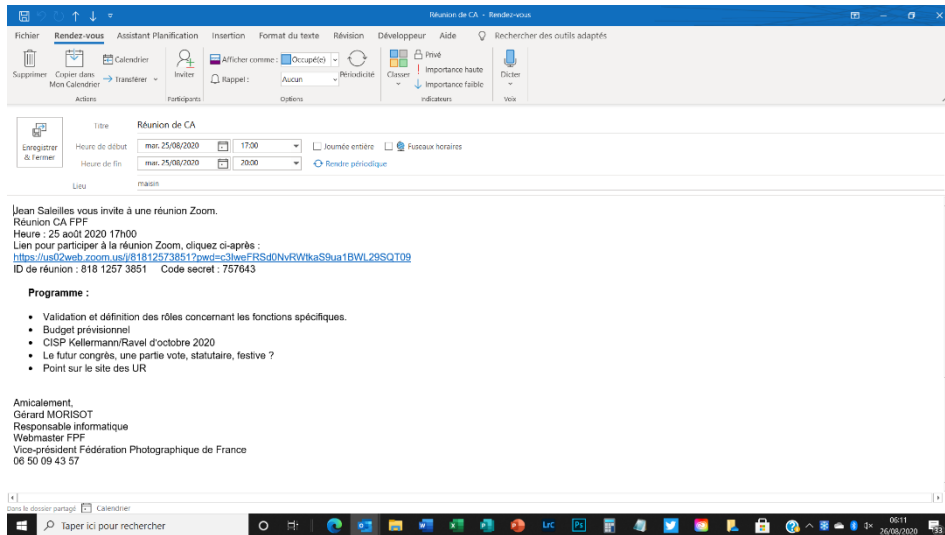 Réunion de CA - Rendez-vous
Fichier Rendez-vous Assistant Planification Insertion Format du texte Révision Développeur Aide Rechercher des outils adaptés
Supprimer Copier dans Mon Calendrier Calendrier Transférer Inviter Afficher comme : Occupé(e) Rappel : Aucun Périodicité Classer Privé Importance haute Importance faible Dicter
Actions Participants Options Indicateurs Voix
Enregistrer & Fermer
Titre Réunion de CA
Heure de début mar. 25/08/2020 17:00 Journée entière Fuseaux horaires
Heure de fin mar. 25/08/2020 20:00 Rendre périodique
Lieu maisin
Jean Saleilles vous invite à une réunion Zoom.
Réunion CA FPF
Heure : 25 août 2020 17h00
Lien pour participer à la réunion Zoom, cliquez ci-après :
https://us02web.zoom.us/j/81812573851?pwd=c3IweFRSd0NvRWtkaS9ua1BWL29SQT09
ID de réunion : 818 1257 3851 Code secret : 757643
Programme :
• Validation et définition des rôles concernant les fonctions spécifiques.
• Budget prévisionnel
• CISP Kellermann/Ravel d'octobre 2020
• Le futur congrès, une partie vote, statutaire, festive ?
• Point sur le site des UR
Amicalement,
Gérard MORISOT
Responsable informatique
Webmaster FPF
Vice-président Fédération Photographique de France
06 50 09 43 57
Dans le dossier partagé Calendrier
Taper ici pour rechercher
LrC Ps
06:11
26/08/2020
33